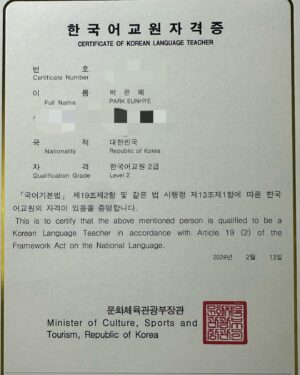 한국어교원자격증
CERTIFICATE OF KOREAN LANGUAGE TEACHER
번 호
Certificate Number
이 름 박 은 혜
Full Name PARK EUNHYE
국 적 대한민국
Nationality Republic of Korea
자 격 한국어교원 2급
Qualification Grade Level 2
「국어기본법」 제19조제2항 및 같은 법 시행령 제13조제1항에 따른 한국
어교원의 자격이 있음을 증명합니다.
This is to certify that the above mentioned person is qualified to be a
Korean Language Teacher in accordance with Article 19 (2) of the
Framework Act on the National Language.
2024 2월 13일
문화체육관광부장관
Minister of Culture, Sports and
Tourism, Republic of Korea